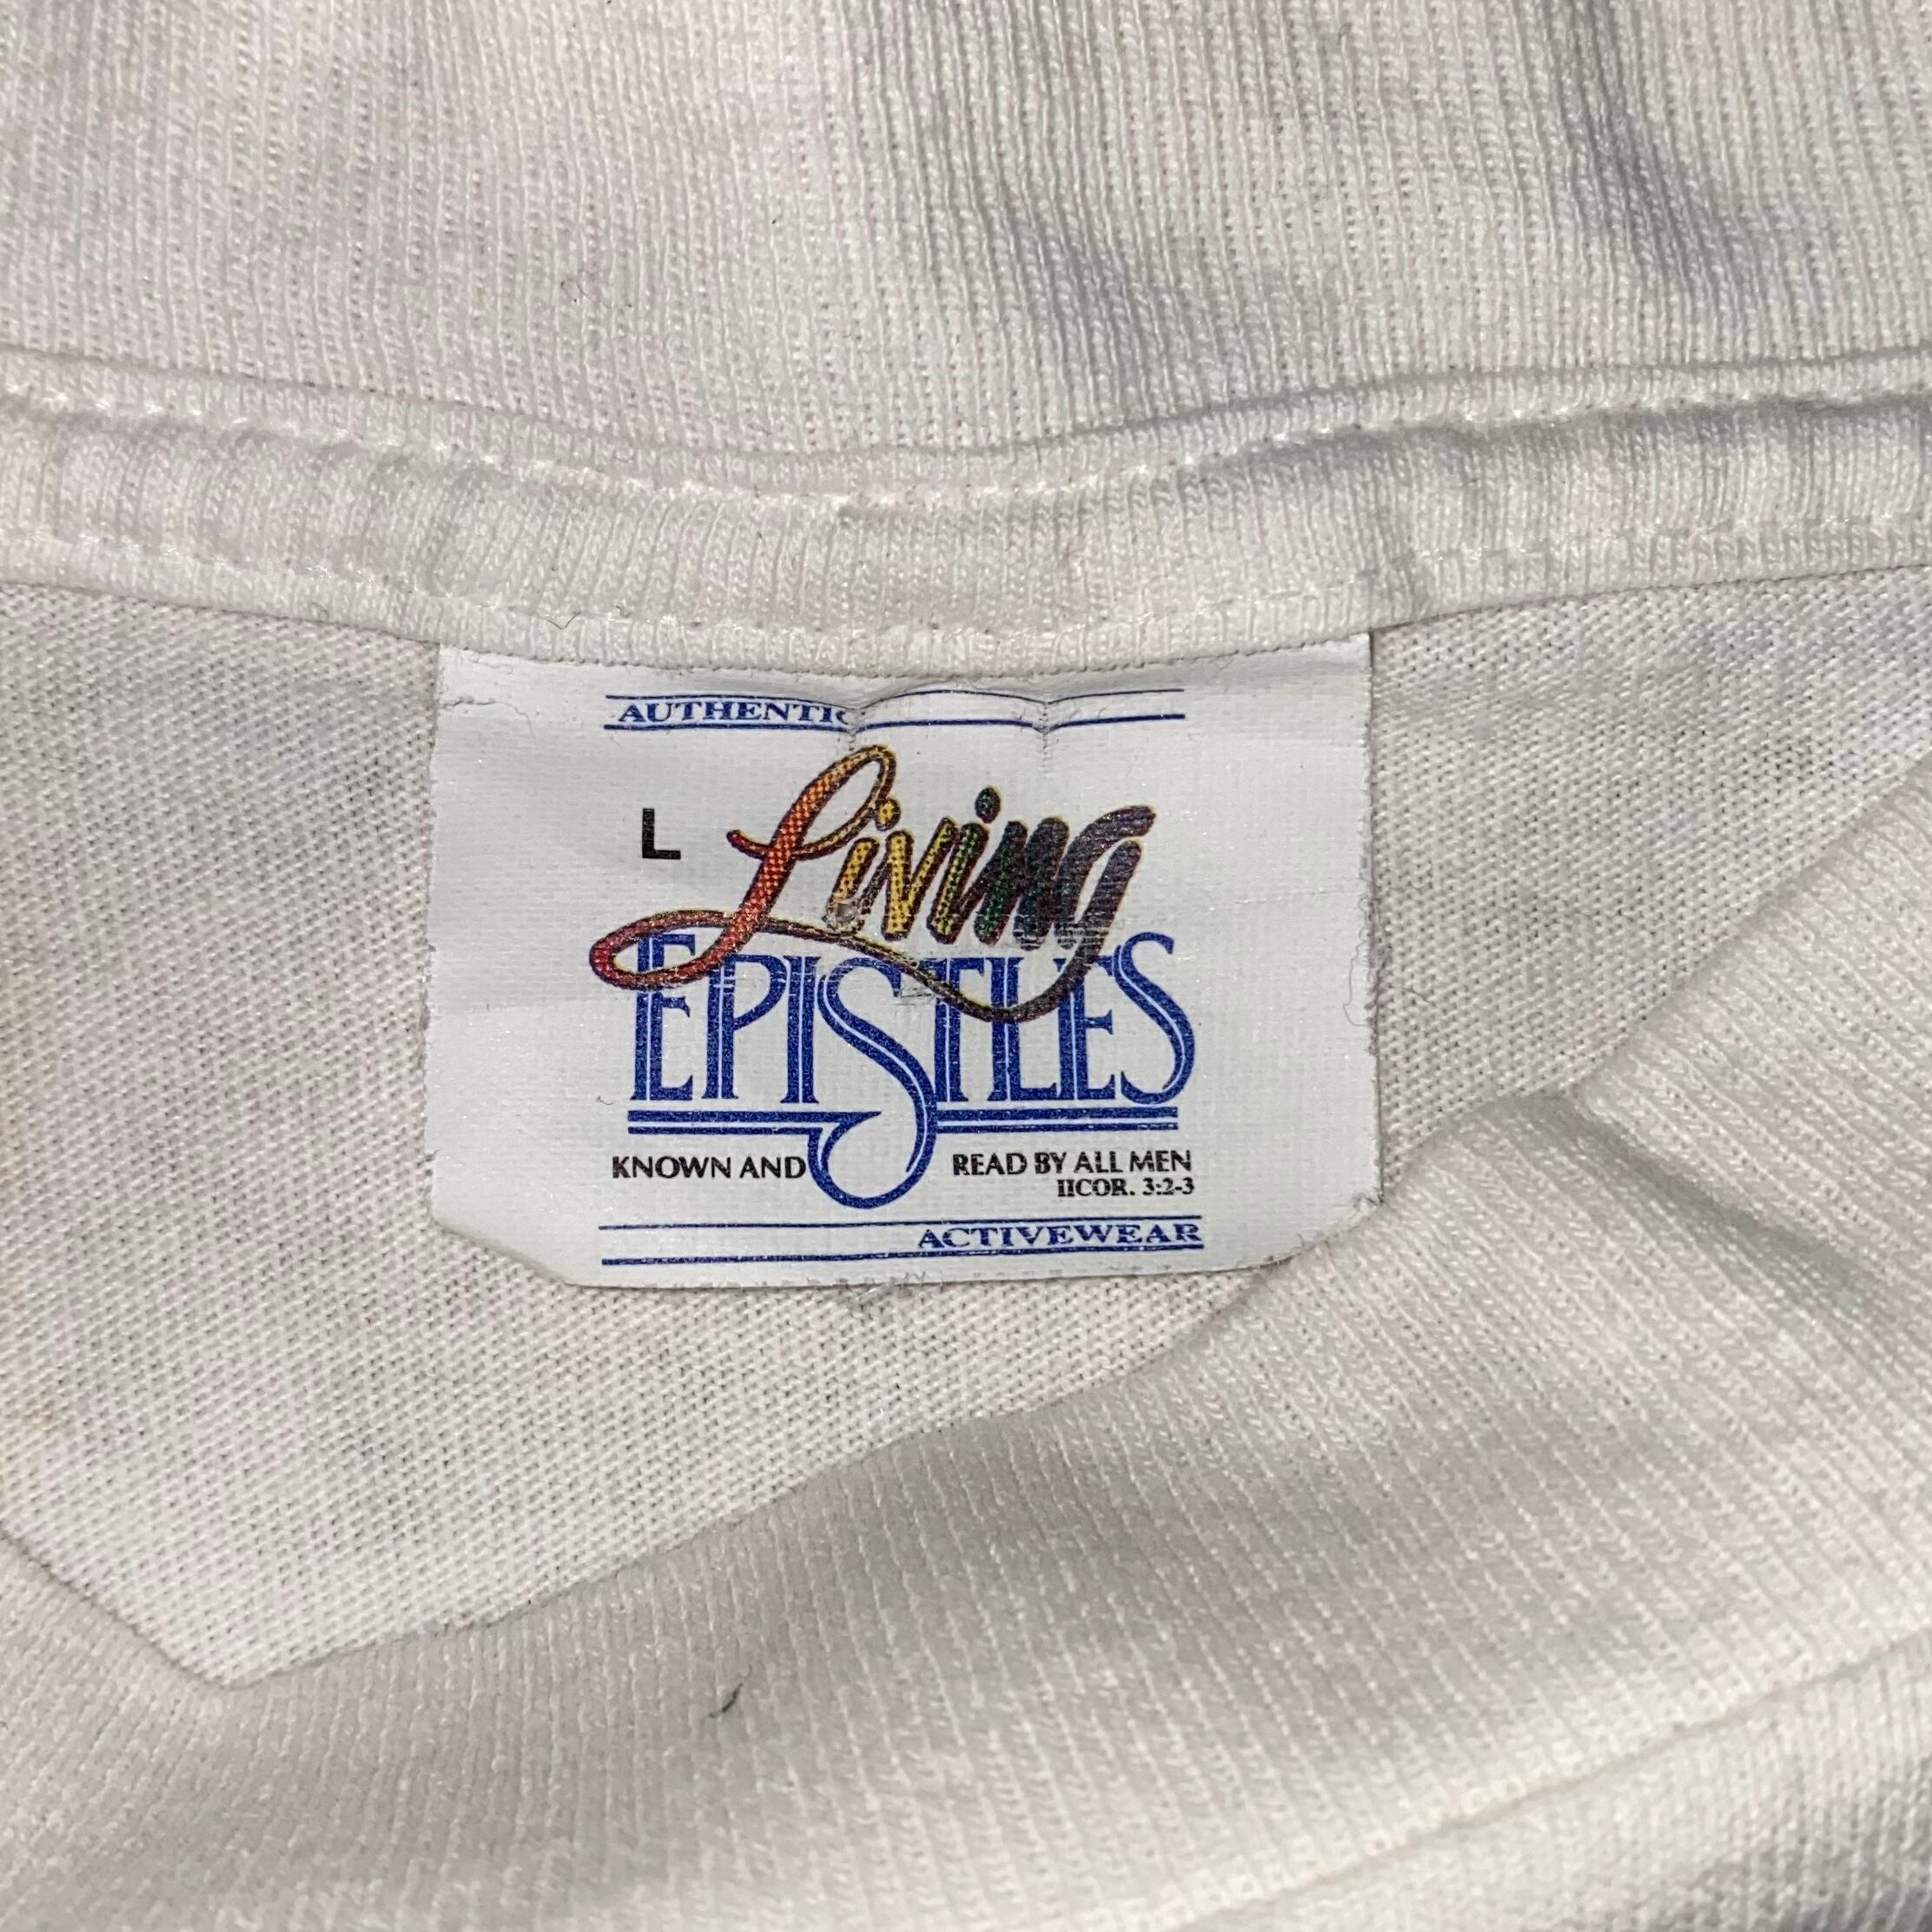 AUTHENTIC
L
Living
EPISTLES
KNOWN AND READ BY ALL MEN
IICOR. 3:2-3
ACTIVEWEAR